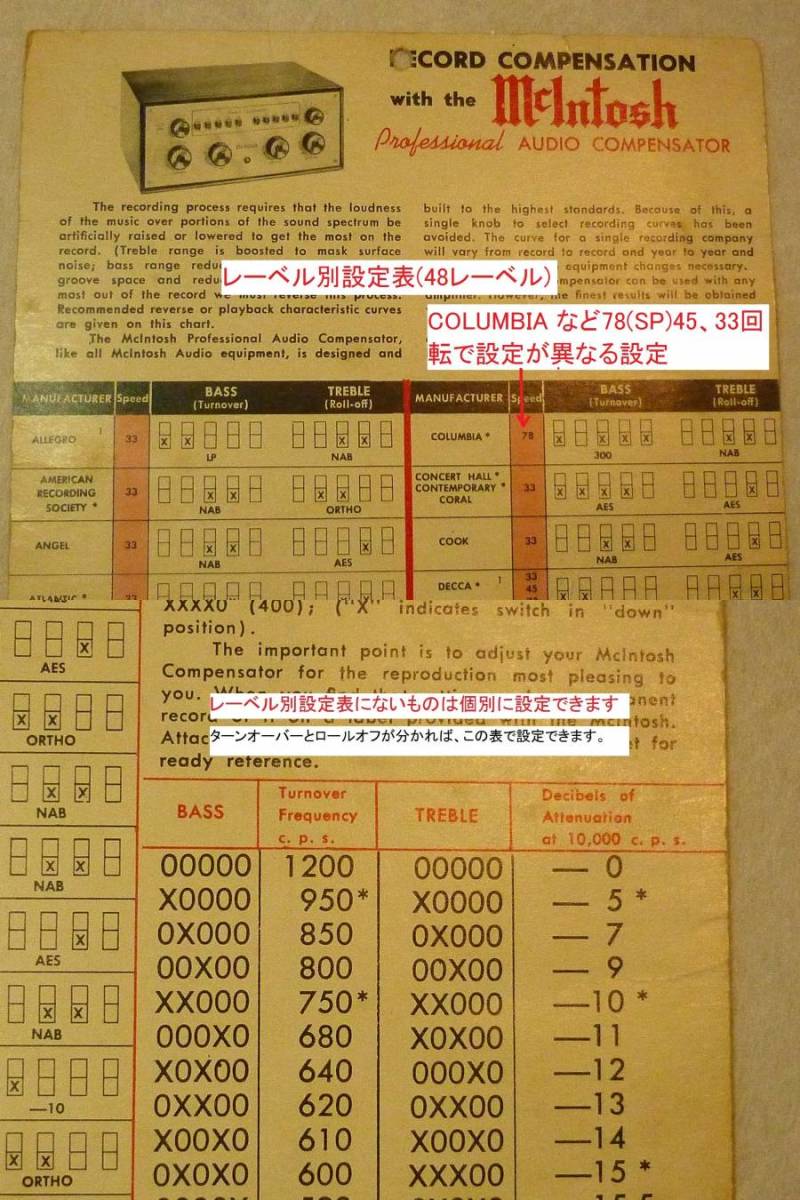 RECORD COMPENSATION
with the McIntosh
Professional AUDIO COMPENSATOR
The recording process requires that the loudness
of the music over portions of the sound spectrum be
artificially raised or lowered to get the most on the
record. (Treble range is boosted to mask surface
noise; bass range
groove space and
most out of the record we must reverse this process.
Recommended reverse or playback characteristic curves
are given on this chart.
The McIntosh Professional Audio Compensator,
like all McIntosh Audio equipment, is designed and
built to the highest standards. Because of this, a
single knob to select recording curves has been
avoided. The curve for a single recording company
will vary from record to record and year to year and
equipment changes necessary.
can be used with any
amplifier. However, the finest results will be obtained
レーベル別設定表(48レーベル)
COLUMBIA など78(SP)45、33回
転で設定が異なる設定
MANUFACTURER Speed BASS (Turnover) TREBLE (Roll-off)
ALLEGRO 1 33 X X X X
LP NAB
AMERICAN
RECORDING
SOCIETY * 33 X X X X
NAB ORTHO
ANGEL 33 X X X
NAB AES
ATLANTIC * 33
MANUFACTURER Speed BASS (Turnover) TREBLE (Roll-off)
COLUMBIA * 78 X X X X X X X
300 NAB
CONCERT HALL *
CONTEMPORARY *
CORAL 33 X X X X X
AES AES
COOK 33 X X X
NAB AES
DECCA * 1 33
45
XXXX0 (400); ("X" indicates switch in "down"
position).
The important point is to adjust your McIntosh
Compensator for the reproduction most pleasing to
you.
record
Attac
for
ready reference.
レーベル別設定表にないものは個別に設定できます
ターンオーバーとロールオフが分かれば、この表で設定できます。
X
AES
X X
ORTHO
X X
NAB
X X
NAB
X
AES
X X
NAB
X
—10
X X
ORTHO
BASS Turnover Frequency c. p. s. TREBLE Decibels of Attenuation at 10,000 c. p. s.
00000 1200 00000 — 0
X0000 950* X0000 — 5 *
0X000 850 0X000 — 7
00X00 800 00X00 — 9
XX000 750* XX000 —10 *
000X0 680 X0X00 —11
X0X00 640 000X0 —12
0XX00 620 0XX00 —13
X00X0 610 X00X0 —14
0X0X0 600 XXX00 —15 *